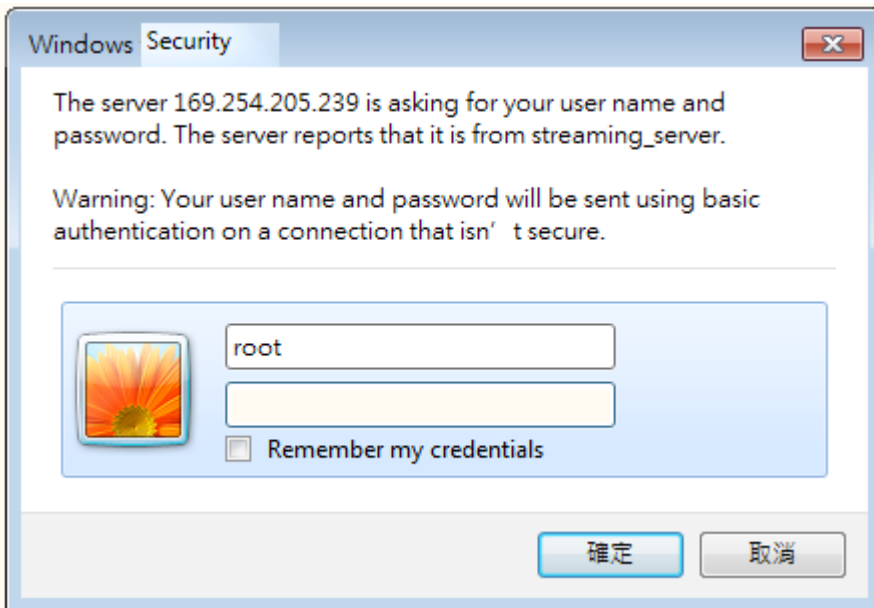 Windows Security
The server 169.254.205.239 is asking for your user name and
password. The server reports that it is from streaming_server.
Warning: Your user name and password will be sent using basic
authentication on a connection that isn’t secure.
root
Remember my credentials
確定 取消